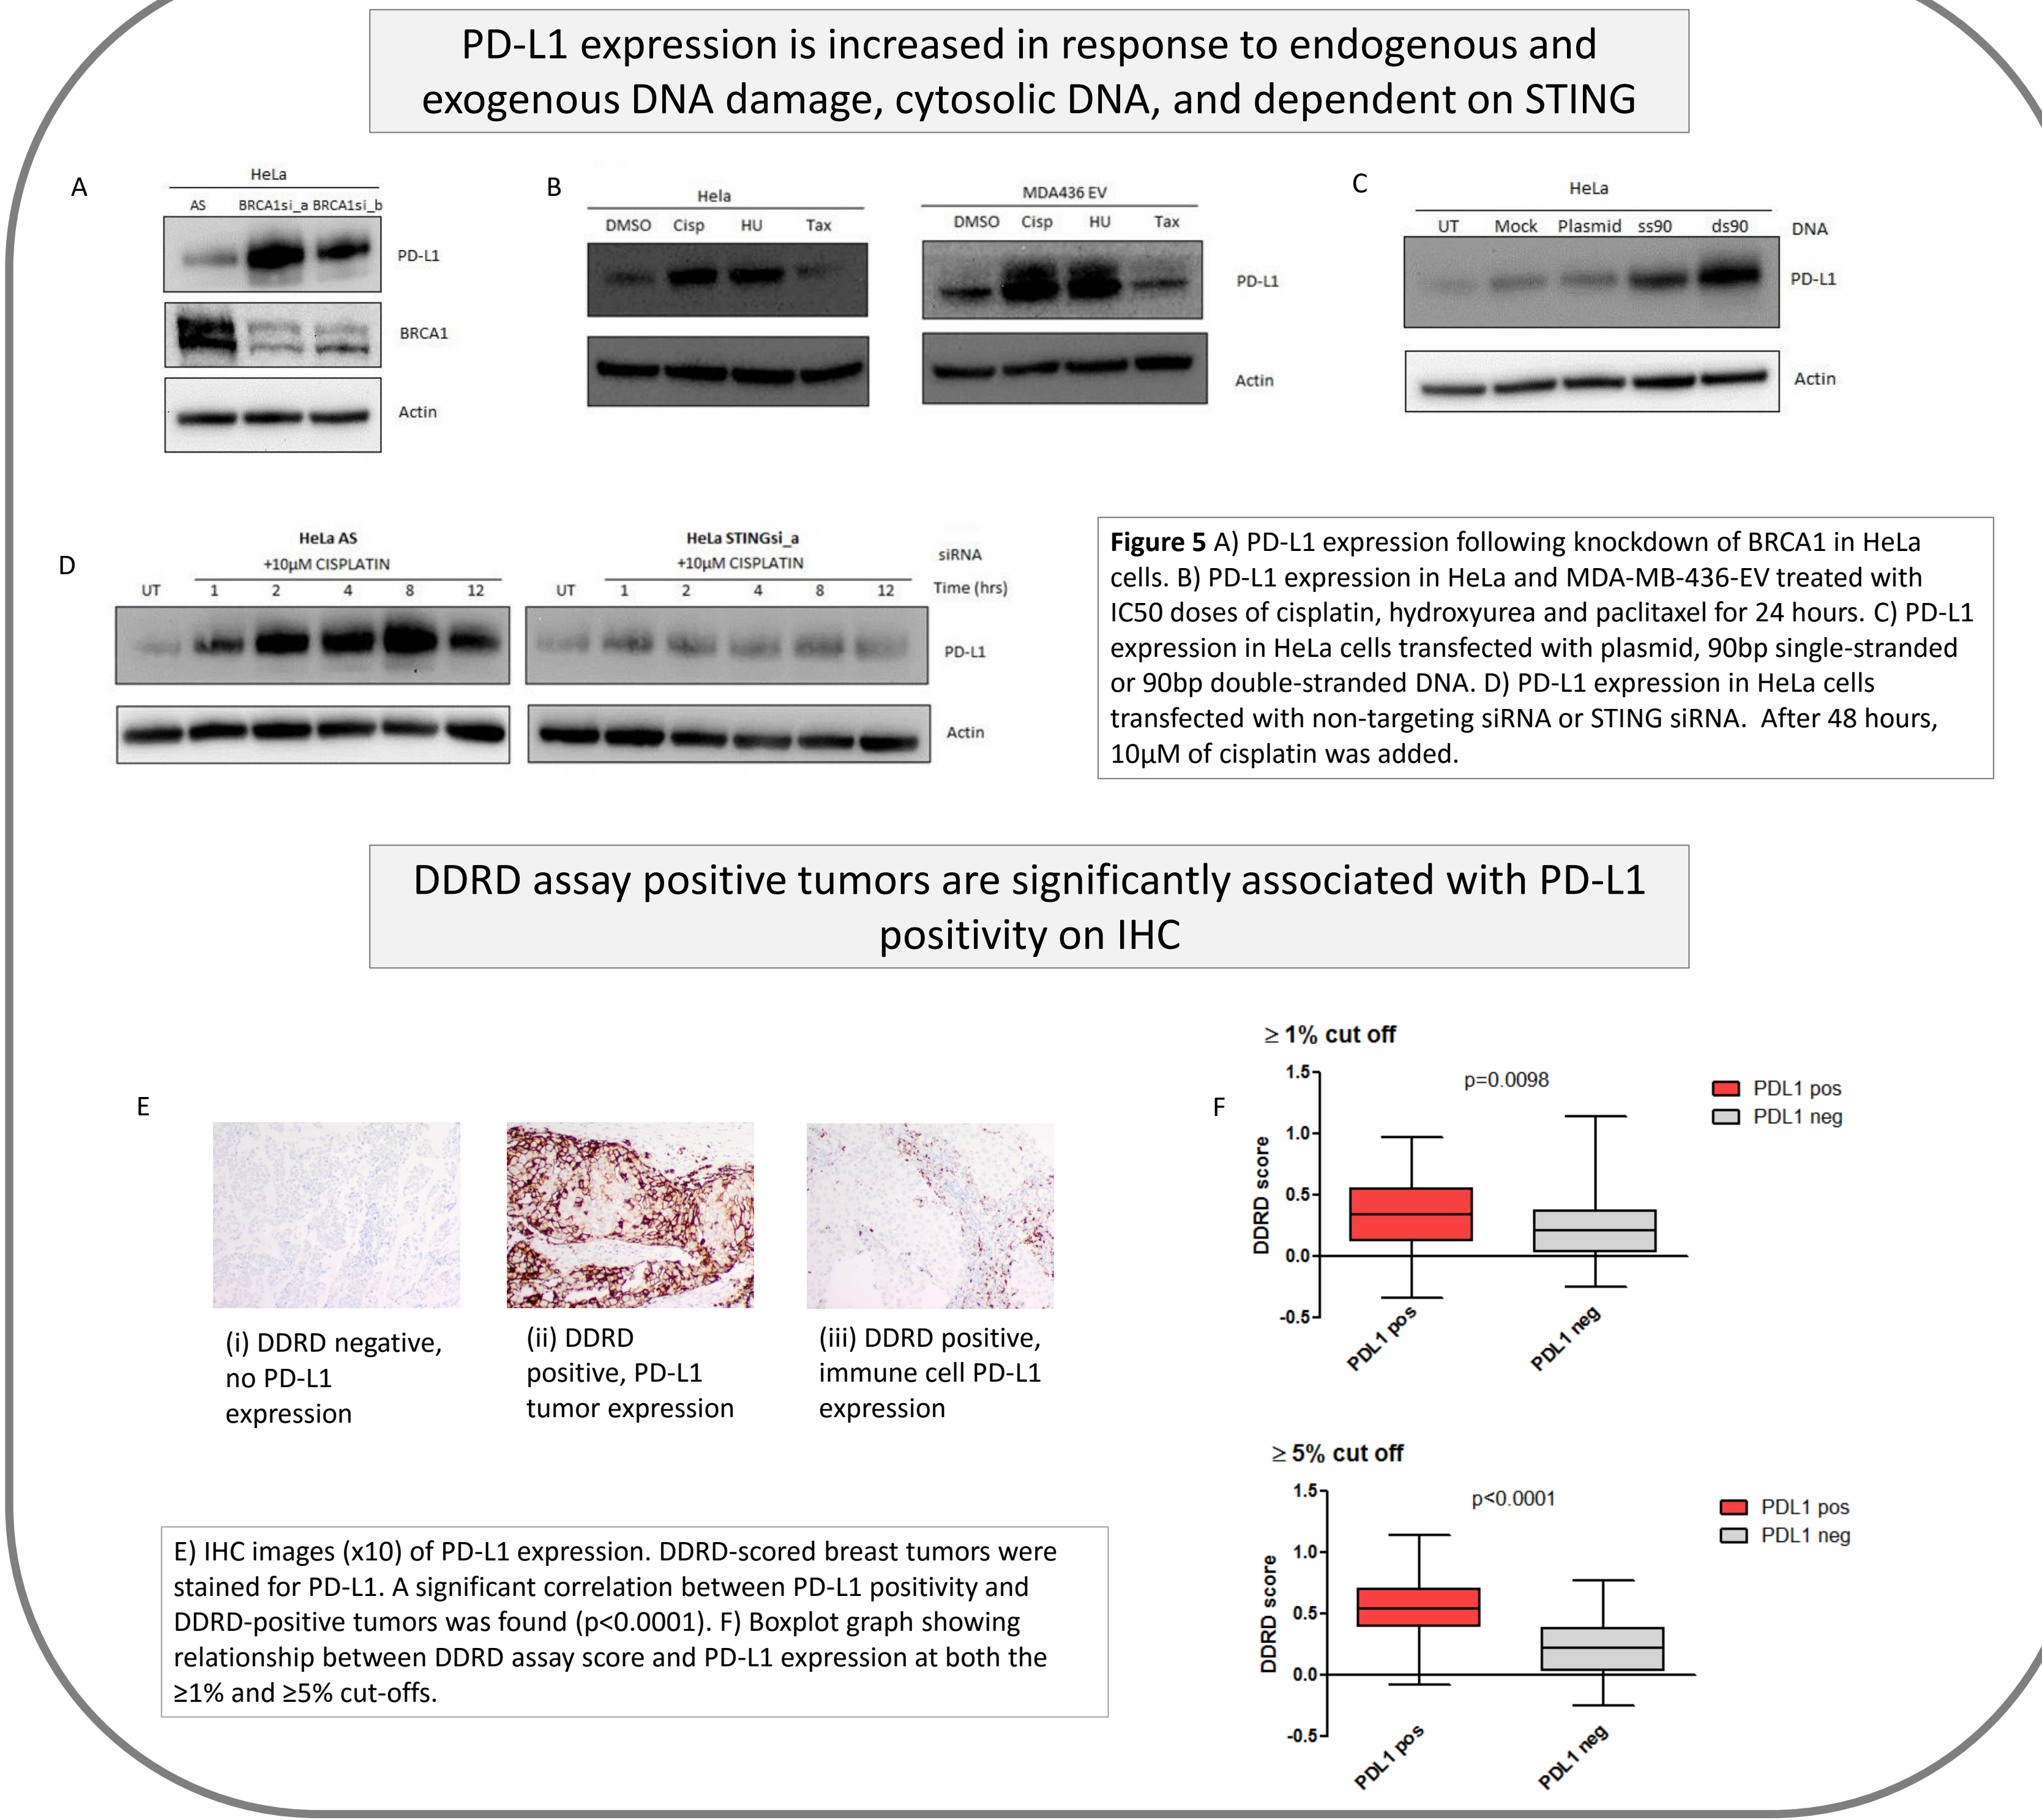 PD-L1 expression is increased in response to endogenous and
exogenous DNA damage, cytosolic DNA, and dependent on STING
A
HeLa
AS BRCA1si_a BRCA1si_b
PD-L1
BRCA1
Actin
B
Hela
DMSO Cisp HU Tax
MDA436 EV
DMSO Cisp HU Tax
PD-L1
Actin
C
HeLa
UT Mock Plasmid ss90 ds90 DNA
PD-L1
Actin
D
HeLa AS
+10µM CISPLATIN
UT 1 2 4 8 12
HeLa STINGsi_a
+10µM CISPLATIN
siRNA
UT 1 2 4 8 12 Time (hrs)
PD-L1
Actin
Figure 5 A) PD-L1 expression following knockdown of BRCA1 in HeLa
cells. B) PD-L1 expression in HeLa and MDA-MB-436-EV treated with
IC50 doses of cisplatin, hydroxyurea and paclitaxel for 24 hours. C) PD-L1
expression in HeLa cells transfected with plasmid, 90bp single-stranded
or 90bp double-stranded DNA. D) PD-L1 expression in HeLa cells
transfected with non-targeting siRNA or STING siRNA. After 48 hours,
10µM of cisplatin was added.
DDRD assay positive tumors are significantly associated with PD-L1
positivity on IHC
E
(i) DDRD negative,
no PD-L1
expression
(ii) DDRD
positive, PD-L1
tumor expression
(iii) DDRD positive,
immune cell PD-L1
expression
E) IHC images (x10) of PD-L1 expression. DDRD-scored breast tumors were
stained for PD-L1. A significant correlation between PD-L1 positivity and
DDRD-positive tumors was found (p<0.0001). F) Boxplot graph showing
relationship between DDRD assay score and PD-L1 expression at both the
≥1% and ≥5% cut-offs.
F
≥ 1% cut off
p=0.0098
PDL1 pos
PDL1 neg
DDRD score
1.5
1.0
0.5
0.0
-0.5
PDL1 pos
PDL1 neg
≥ 5% cut off
p<0.0001
PDL1 pos
PDL1 neg
DDRD score
1.5
1.0
0.5
0.0
-0.5
PDL1 pos
PDL1 neg